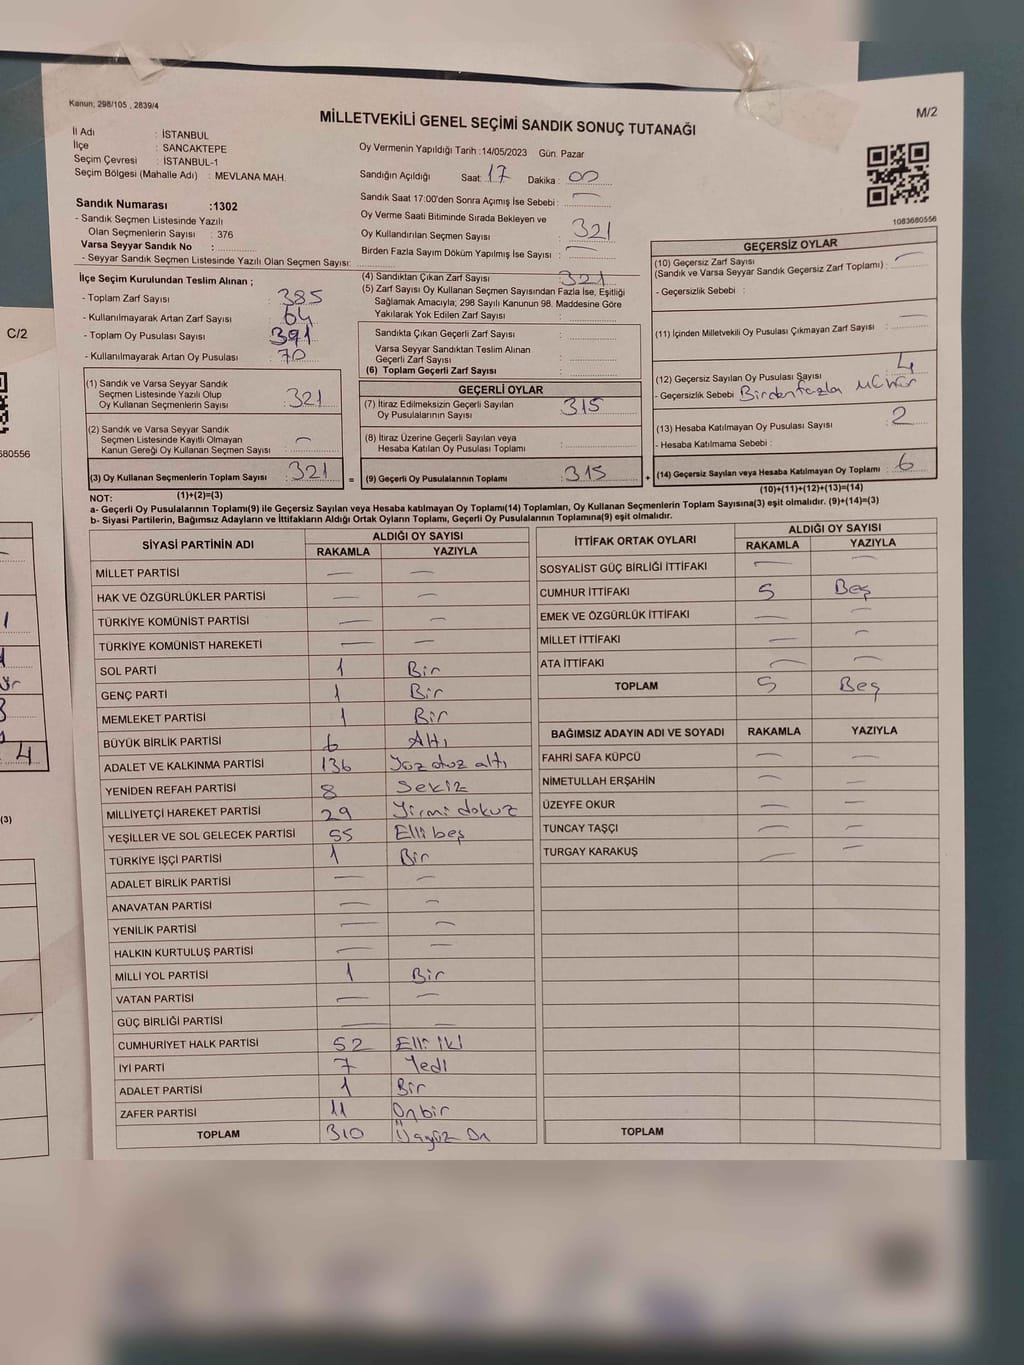 Kanun, 298/105 , 2839/4
M/2
MİLLETVEKİLİ GENEL SEÇİMİ SANDIK SONUÇ TUTANAĞI
İl Adı : İSTANBUL
İlçe : SANCAKTEPE
Seçim Çevresi : İSTANBUL-1
Seçim Bölgesi (Mahalle Adı) : MEVLANA MAH.
Sandık Numarası :1302
- Sandık Seçmen Listesinde Yazılı
Olan Seçmenlerin Sayısı : 376
Varsa Seyyar Sandık No :
- Seyyar Sandık Seçmen Listesinde Yazılı Olan Seçmen Sayısı:
Oy Vermenin Yapıldığı Tarih :14/05/2023 Gün: Pazar
Sandığın Açıldığı Saat: 17 Dakika : 00
Sandık Saat 17:00'den Sonra Açımış İse Sebebi : —
Oy Verme Saati Bitiminde Sırada Bekleyen ve
Oy Kullandırılan Seçmen Sayısı : 321
Birden Fazla Sayım Döküm Yapılmış İse Sayısı : —
1083680556
İlçe Seçim Kurulundan Teslim Alınan ;
- Toplam Zarf Sayısı : 385
- Kullanılmayarak Artan Zarf Sayısı : 64
- Toplam Oy Pusulası Sayısı : 391
- Kullanılmayarak Artan Oy Pusulası : 70
(1) Sandık ve Varsa Seyyar Sandık
Seçmen Listesinde Yazılı Olup
Oy Kullanan Seçmenlerin Sayısı : 321
(2) Sandık ve Varsa Seyyar Sandık
Seçmen Listesinde Kayıtlı Olmayan
Kanun Gereği Oy Kullanan Seçmen Sayısı : —
(3) Oy Kullanan Seçmenlerin Toplam Sayısı : 321
(1)+(2)=(3)
(4) Sandıktan Çıkan Zarf Sayısı : 321
(5) Zarf Sayısı Oy Kullanan Seçmen Sayısından Fazla İse, Eşitliği
Sağlamak Amacıyla; 298 Sayılı Kanunun 98. Maddesine Göre
Yakılarak Yok Edilen Zarf Sayısı :
Sandıkta Çıkan Geçerli Zarf Sayısı :
Varsa Seyyar Sandıktan Teslim Alınan
Geçerli Zarf Sayısı :
(6) Toplam Geçerli Zarf Sayısı :
GEÇERLİ OYLAR
(7) İtiraz Edilmeksizin Geçerli Sayılan
Oy Pusulalarının Sayısı : 315
(8) İtiraz Üzerine Geçerli Sayılan veya
Hesaba Katılan Oy Pusulası Toplamı :
= (9) Geçerli Oy Pusulalarının Toplamı : 315
GEÇERSİZ OYLAR
(10) Geçersiz Zarf Sayısı
(Sandık ve Varsa Seyyar Sandık Geçersiz Zarf Toplamı) : —
- Geçersizlik Sebebi :
(11) İçinden Milletvekili Oy Pusulası Çıkmayan Zarf Sayısı : —
(12) Geçersiz Sayılan Oy Pusulası Sayısı : 4
- Geçersizlik Sebebi : Birden fazla
(13) Hesaba Katılmayan Oy Pusulası Sayısı : 2
- Hesaba Katılmama Sebebi :
+ (14) Geçersiz Sayılan veya Hesaba Katılmayan Oy Toplamı : 6
(10)+(11)+(12)+(13)=(14)
NOT:
a- Geçerli Oy Pusulalarının Toplamı(9) ile Geçersiz Sayılan veya Hesaba katılmayan Oy Toplamı(14) Toplamları, Oy Kullanan Seçmenlerin Toplam Sayısına(3) eşit olmalıdır. (9)+(14)=(3)
b- Siyasi Partilerin, Bağımsız Adayların ve İttifakların Aldığı Ortak Oyların Toplamı, Geçerli Oy Pusulalarının Toplamına(9) eşit olmalıdır.
SİYASİ PARTİNİN ADI ALDIĞI OY SAYISI
RAKAMLA YAZIYLA
MİLLET PARTİSİ — —
HAK VE ÖZGÜRLÜKLER PARTİSİ — —
TÜRKİYE KOMÜNİST PARTİSİ — —
TÜRKİYE KOMÜNİST HAREKETİ — —
SOL PARTİ 1 Bir
GENÇ PARTİ 1 Bir
MEMLEKET PARTİSİ 1 Bir
BÜYÜK BİRLİK PARTİSİ 6 Altı
ADALET VE KALKINMA PARTİSİ 136 Yüz otuz altı
YENİDEN REFAH PARTİSİ 8 Sekiz
MİLLİYETÇİ HAREKET PARTİSİ 29 Yirmi dokuz
YEŞİLLER VE SOL GELECEK PARTİSİ 55 Elli beş
TÜRKİYE İŞÇİ PARTİSİ 1 Bir
ADALET BİRLİK PARTİSİ — —
ANAVATAN PARTİSİ — —
YENİLİK PARTİSİ — —
HALKIN KURTULUŞ PARTİSİ — —
MİLLİ YOL PARTİSİ 1 Bir
VATAN PARTİSİ — —
GÜÇ BİRLİĞİ PARTİSİ — —
CUMHURİYET HALK PARTİSİ 52 Elli iki
İYİ PARTİ 7 Yedi
ADALET PARTİSİ 1 Bir
ZAFER PARTİSİ 11 Onbir
TOPLAM 310 Üçyüz On
İTTİFAK ORTAK OYLARI ALDIĞI OY SAYISI
RAKAMLA YAZIYLA
SOSYALİST GÜÇ BİRLİĞİ İTTİFAKI — —
CUMHUR İTTİFAKI 5 Beş
EMEK VE ÖZGÜRLÜK İTTİFAKI — —
MİLLET İTTİFAKI — —
ATA İTTİFAKI — —
TOPLAM 5 Beş
BAĞIMSIZ ADAYIN ADI VE SOYADI RAKAMLA YAZIYLA
FAHRİ SAFA KÜPCÜ — —
NİMETULLAH ERŞAHİN — —
ÜZEYFE OKUR — —
TUNCAY TAŞÇI — —
TURGAY KARAKUŞ — —
TOPLAM
C/2
680556
4
(3)